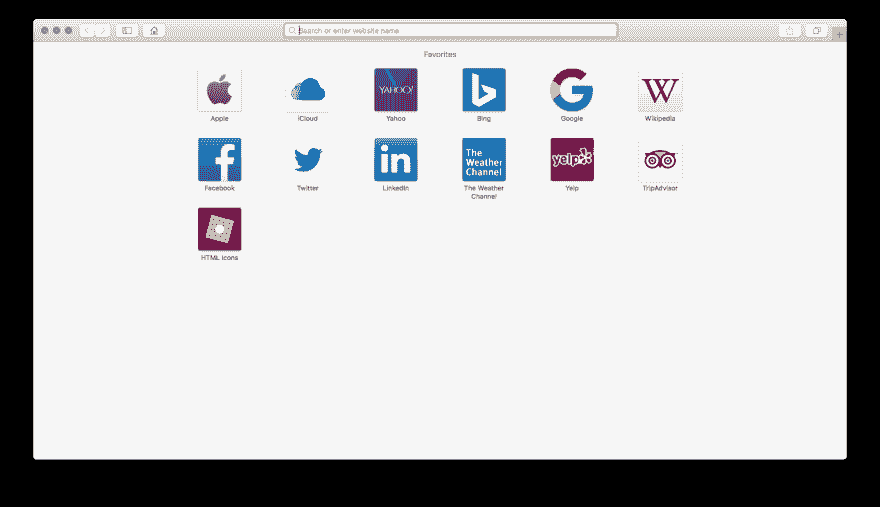 Search or enter website name
Favorites
YAHOO!
Apple
iCloud
Yahoo
Bing
Google
Wikipedia
The
Weather
Channel
yelp
Facebook
Twitter
LinkedIn
The Weather
Channel
Yelp
TripAdvisor
HTML Icons